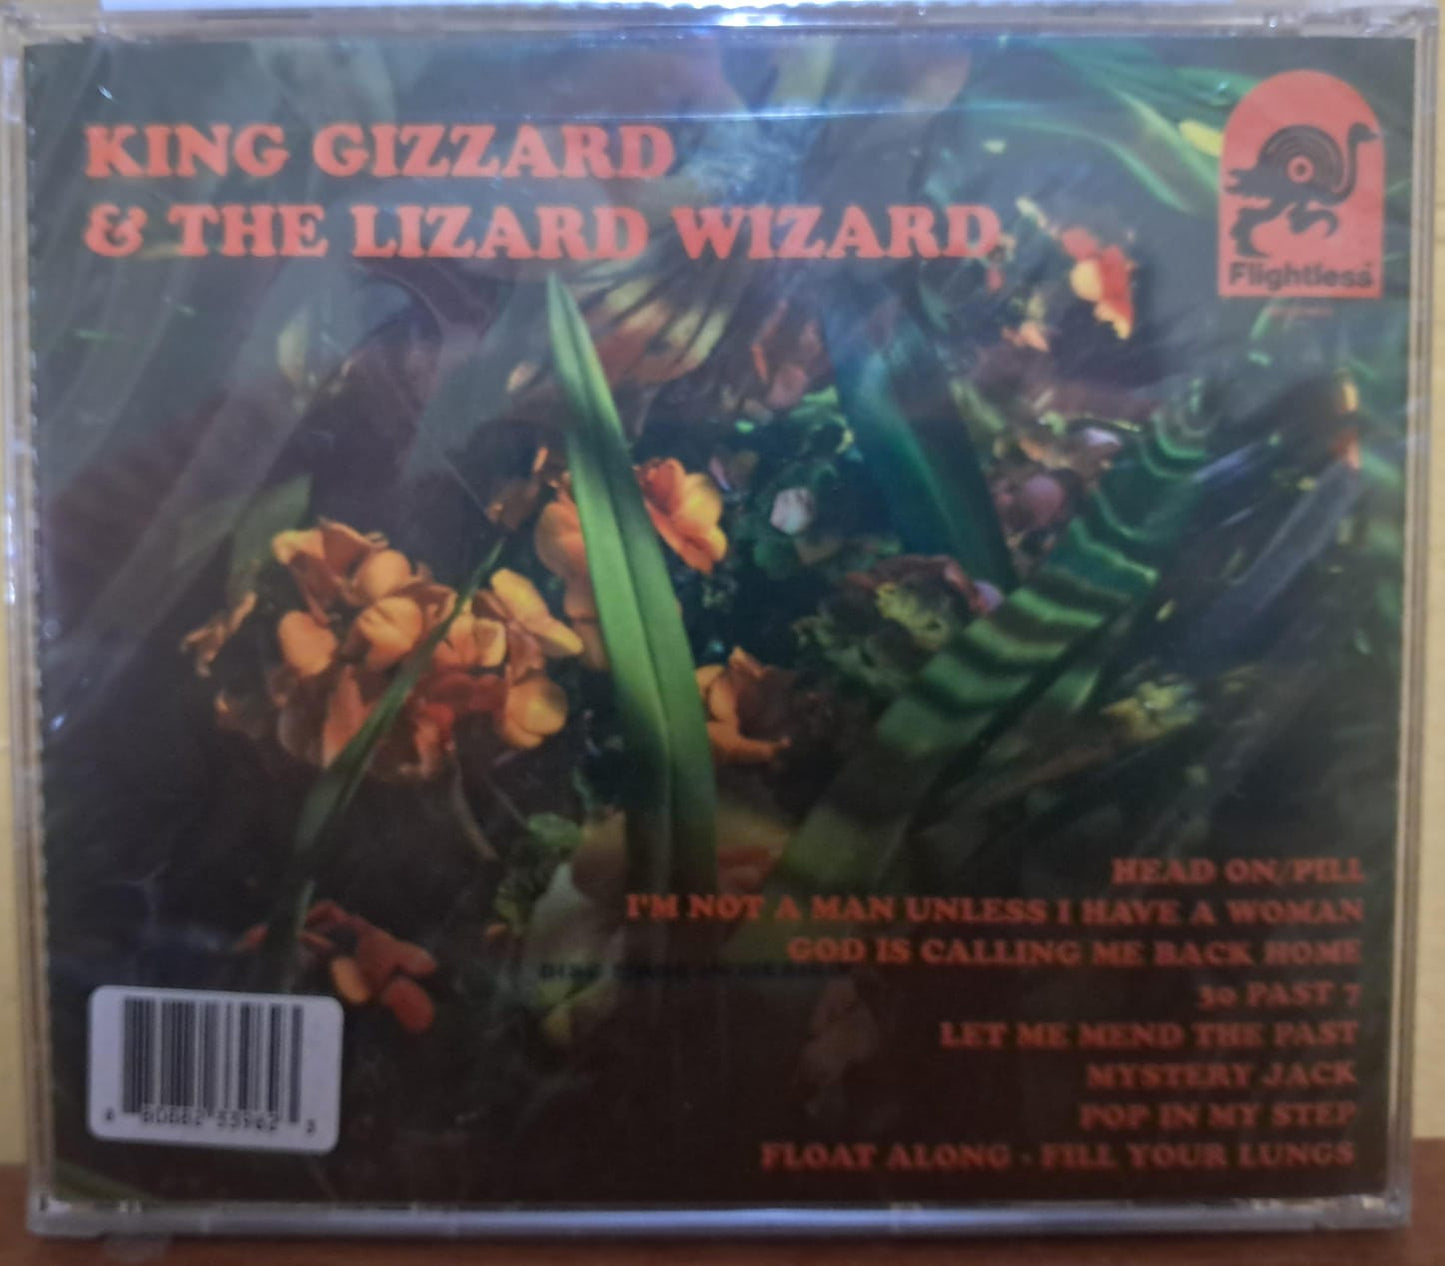 KING GIZZARD
& THE LIZARD WIZARD
Flightless
HEAD ON/PILL
I'M NOT A MAN UNLESS I HAVE A WOMAN
GOD IS CALLING ME BACK HOME
30 PAST 7
LET ME MEND THE PAST
MYSTERY JACK
POP IN MY STEP
FLOAT ALONG - FILL YOUR LUNGS